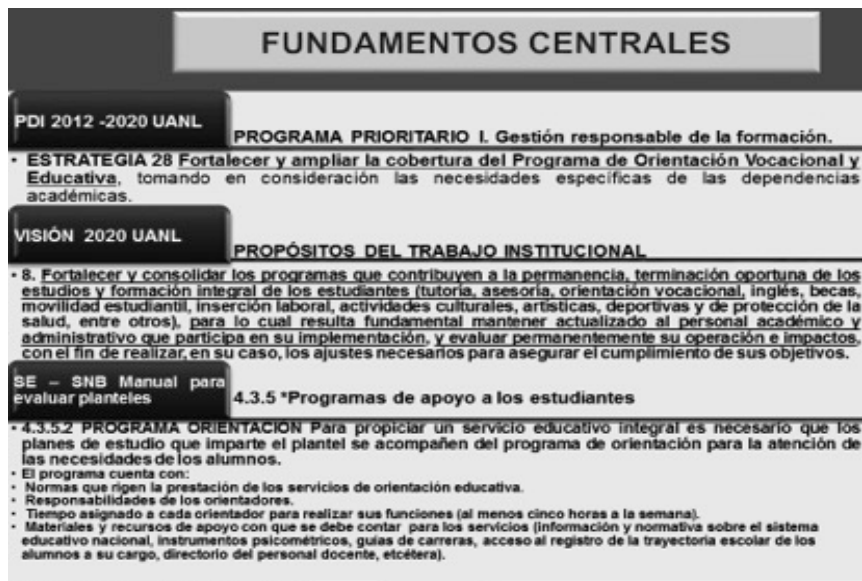 FUNDAMENTOS CENTRALES
PDI 2012 -2020 UANL
PROGRAMA PRIORITARIO I. Gestión responsable de la formación.
• ESTRATEGIA 28 Fortalecer y ampliar la cobertura del Programa de Orientación Vocacional y
Educativa, tomando en consideración las necesidades específicas de las dependencias
académicas.
VISIÓN 2020 UANL
PROPÓSITOS DEL TRABAJO INSTITUCIONAL
• 8. Fortalecer y consolidar los programas que contribuyen a la permanencia, terminación oportuna de los
estudios y formación integral de los estudiantes (tutoría, asesoría, orientación vocacional, inglés, becas,
movilidad estudiantil, inserción laboral, actividades culturales, artísticas, deportivas y de protección de la
salud, entre otros), para lo cual resulta fundamental mantener actualizado al personal académico y
administrativo que participa en su implementación, y evaluar permanentemente su operación e impactos,
con el fin de realizar, en su caso, los ajustes necesarios para asegurar el cumplimiento de sus objetivos.
SE – SNB Manual para
evaluar planteles
4.3.5 *Programas de apoyo a los estudiantes
• 4.3.5.2 PROGRAMA ORIENTACIÓN Para propiciar un servicio educativo integral es necesario que los
planes de estudio que imparte el plantel se acompañen del programa de orientación para la atención de
las necesidades de los alumnos.
• El programa cuenta con:
• Normas que rigen la prestación de los servicios de orientación educativa.
• Responsabilidades de los orientadores.
• Tiempo asignado a cada orientador para realizar sus funciones (al menos cinco horas a la semana).
• Materiales y recursos de apoyo con que se debe contar para los servicios (información y normativa sobre el sistema
educativo nacional, instrumentos psicométricos, guías de carreras, acceso al registro de la trayectoria escolar de los
alumnos a su cargo, directorio del personal docente, etcétera).